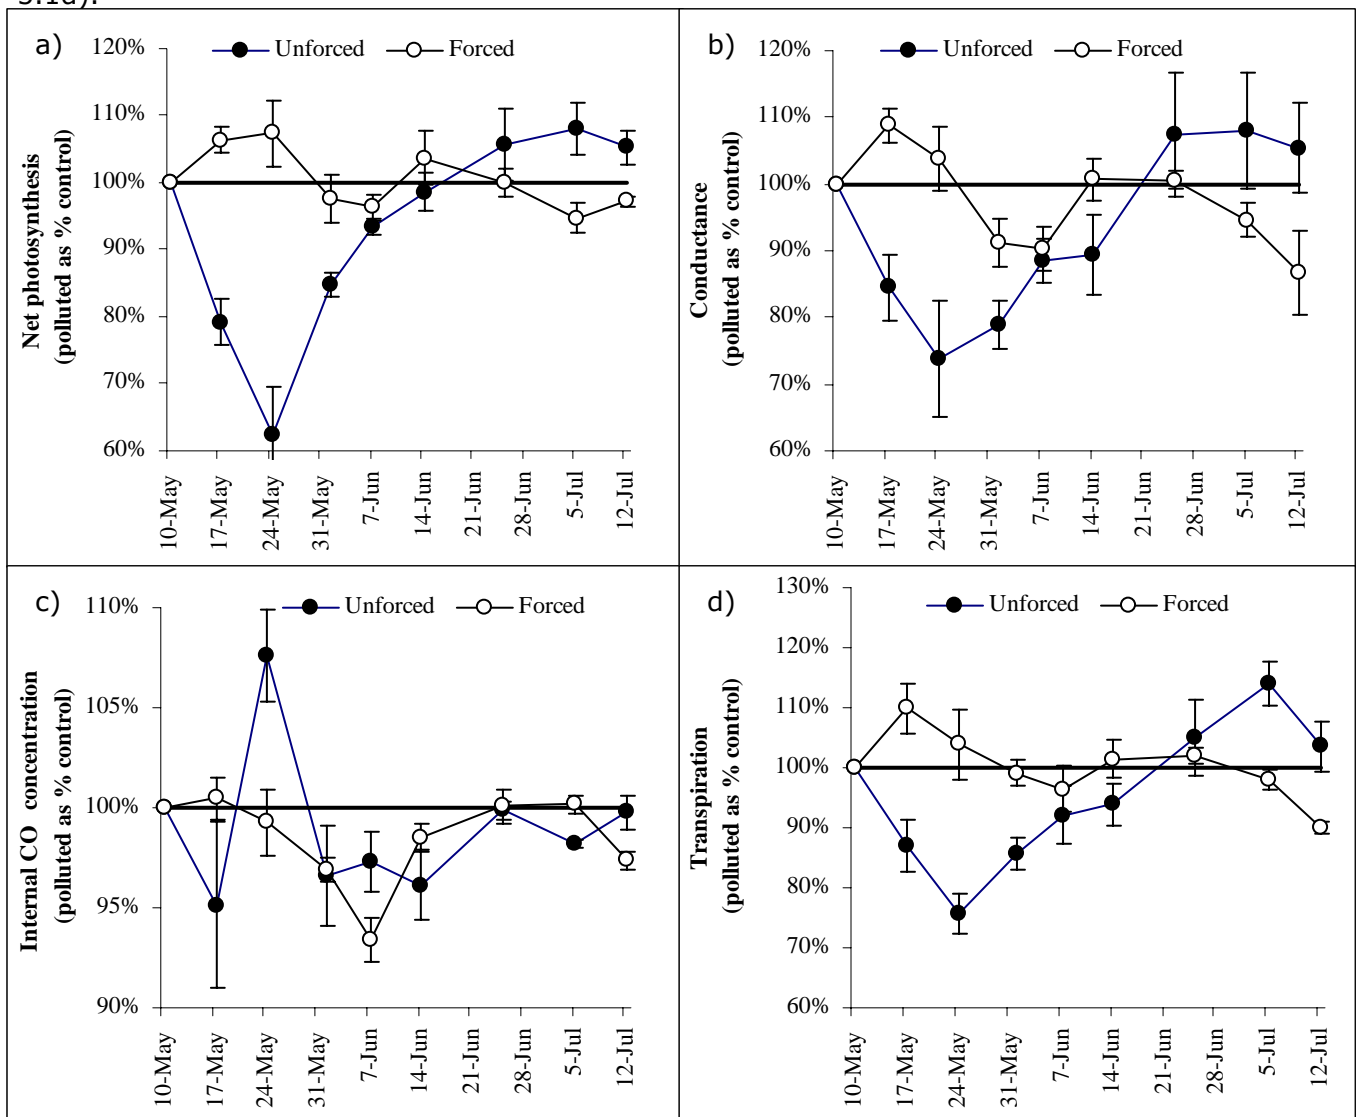 a)
120%
110%
100%
90%
80%
70%
60%
Unforced
Forced
Net photosynthesis
(polluted as % control)
10-May
17-May
24-May
31-May
7-Jun
14-Jun
21-Jun
28-Jun
5-Jul
12-Jul
b)
120%
110%
100%
90%
80%
70%
60%
Unforced
Forced
Conductance
(polluted as % control)
10-May
17-May
24-May
31-May
7-Jun
14-Jun
21-Jun
28-Jun
5-Jul
12-Jul
c)
110%
105%
100%
95%
90%
Unforced
Forced
Internal CO concentration
(polluted as % control)
10-May
17-May
24-May
31-May
7-Jun
14-Jun
21-Jun
28-Jun
5-Jul
12-Jul
d)
130%
120%
110%
100%
90%
80%
70%
60%
Unforced
Forced
Transpiration
(polluted as % control)
10-May
17-May
24-May
31-May
7-Jun
14-Jun
21-Jun
28-Jun
5-Jul
12-Jul